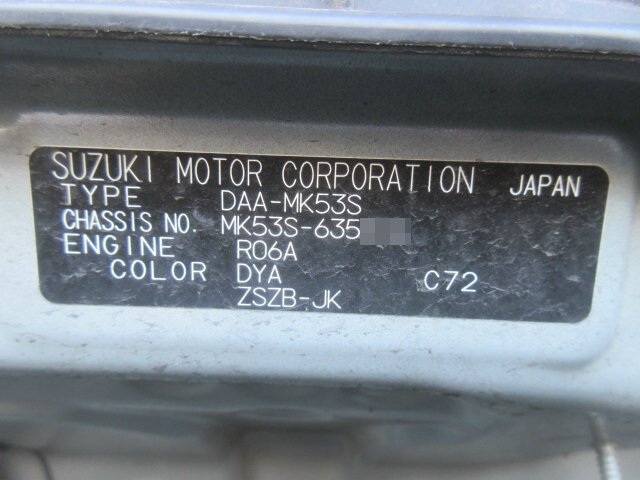 SUZUKI MOTOR CORPORATION JAPAN
TYPE DAA-MK53S
CHASSIS NO. MK53S-635
ENGINE R06A
COLOR DYA C72
ZSZB-JK